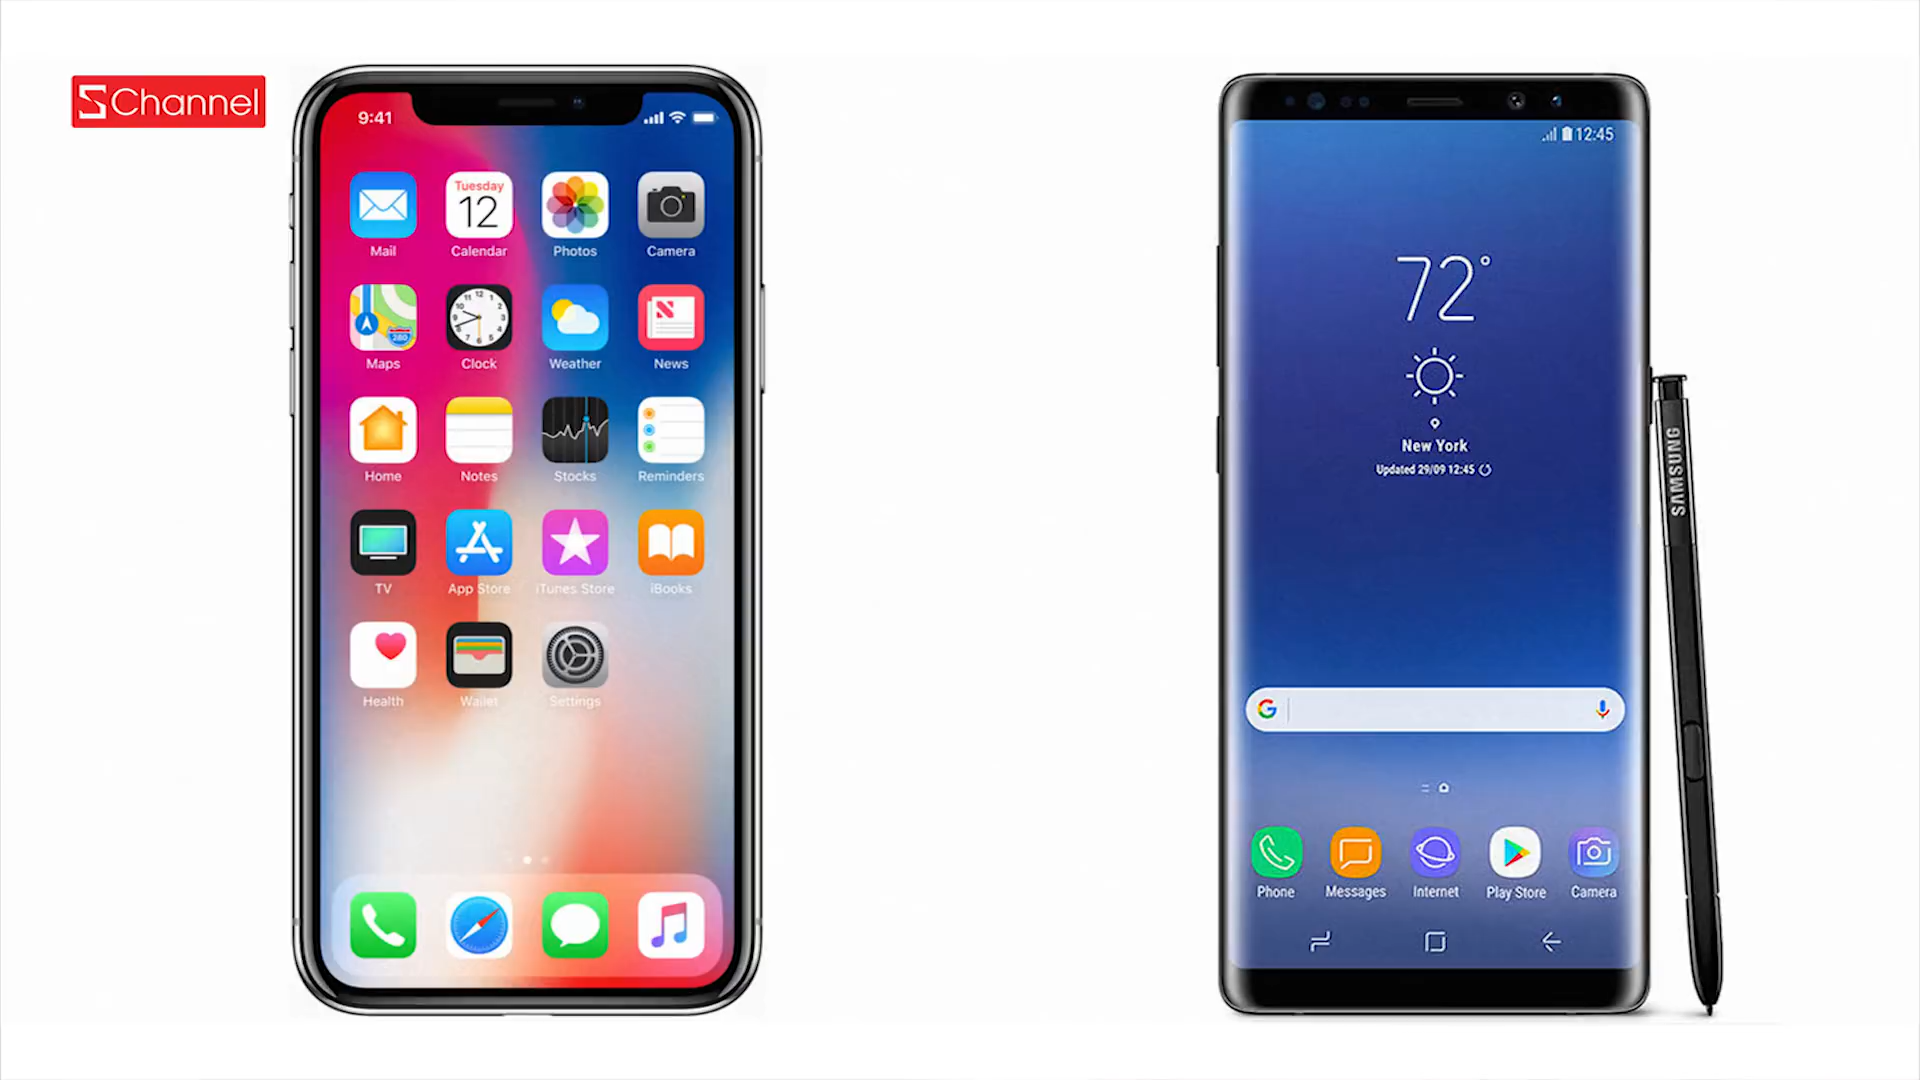 SChannel
9:41
Tuesday
12
Mail Calendar Photos Camera
280
Maps Clock Weather News
Home Notes Stocks Reminders
TV App Store iTunes Store iBooks
Health Wallet Settings
12:45
72°
New York
Updated 29/09 12:45
G
Phone Messages Internet Play Store Camera
SAMSUNG